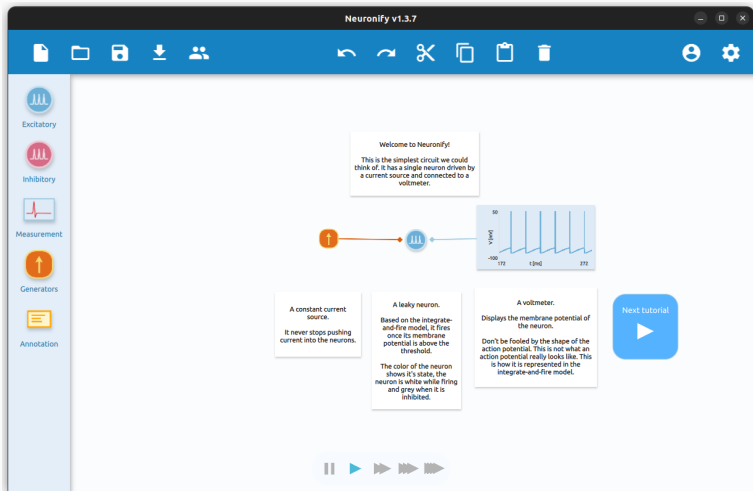 Neuronify v1.3.7
Excitatory
Inhibitory
Measurement
Generators
Annotation
Welcome to Neuronify!
This is the simplest circuit we could
think of. It has a single neuron driven by
a current source and connected to a
voltmeter.
50
V [mV]
-100
172
t [ms]
272
A constant current
source.
It never stops pushing
current into the neurons.
A leaky neuron.
Based on the integrate-
and-fire model, it fires
once its membrane
potential is above the
threshold.
The color of the neuron
shows it's state, the
neuron is white while firing
and grey when it is
inhibited.
A voltmeter.
Displays the membrane potential of
the neuron.
Don't be fooled by the shape of the
action potential. This is not what an
action potential really looks like. This
is how it is represented in the
integrate-and-fire model.
Next tutorial